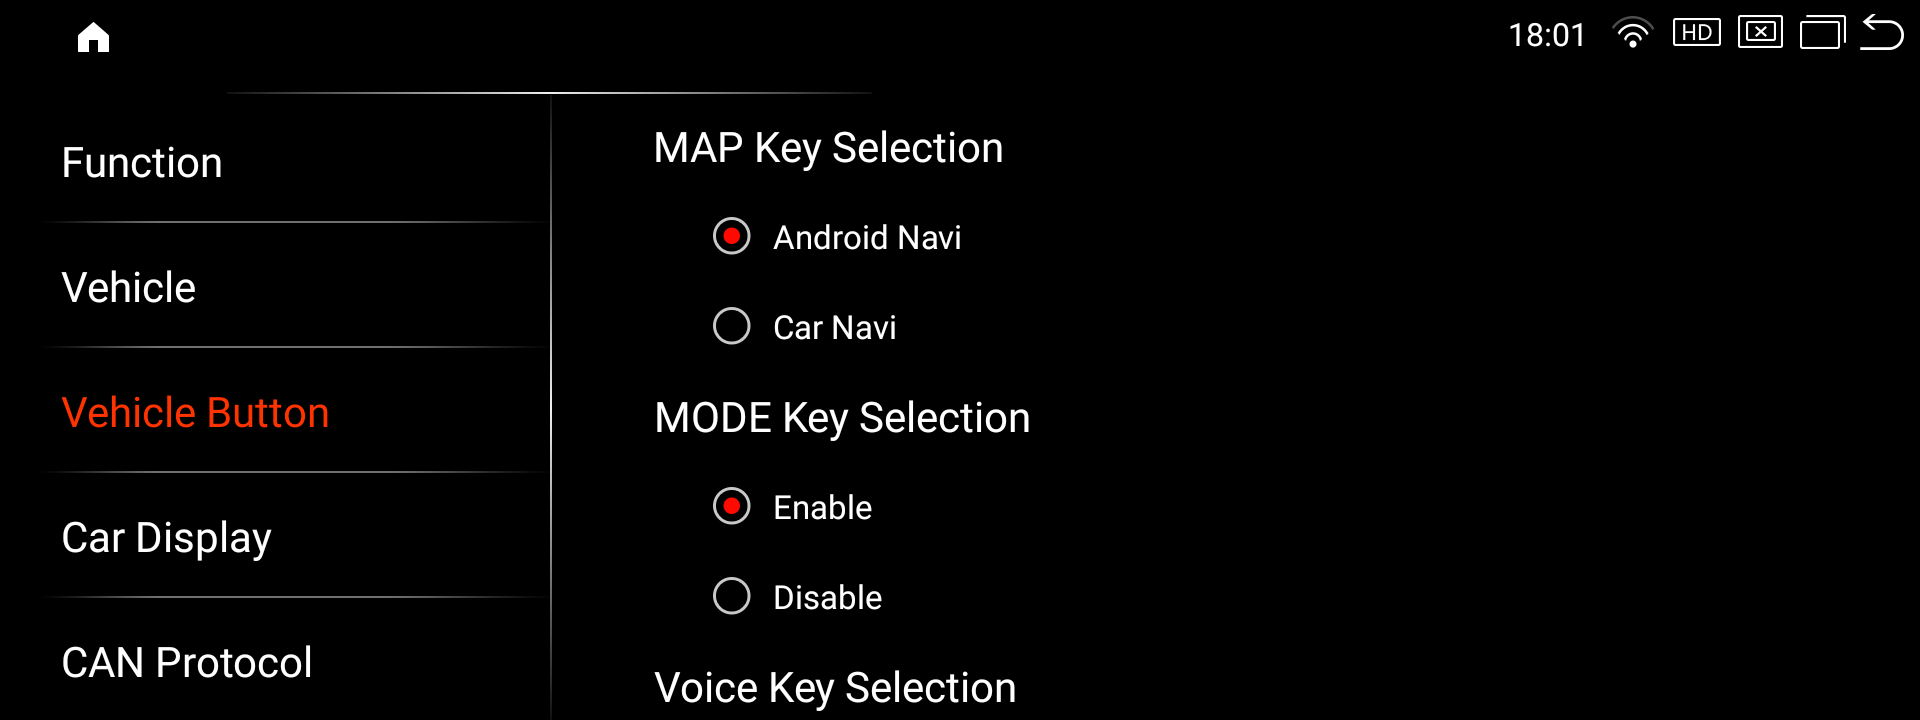 18:01
HD
Function
Vehicle
Vehicle Button
Car Display
CAN Protocol
MAP Key Selection
Android Navi
Car Navi
MODE Key Selection
Enable
Disable
Voice Key Selection